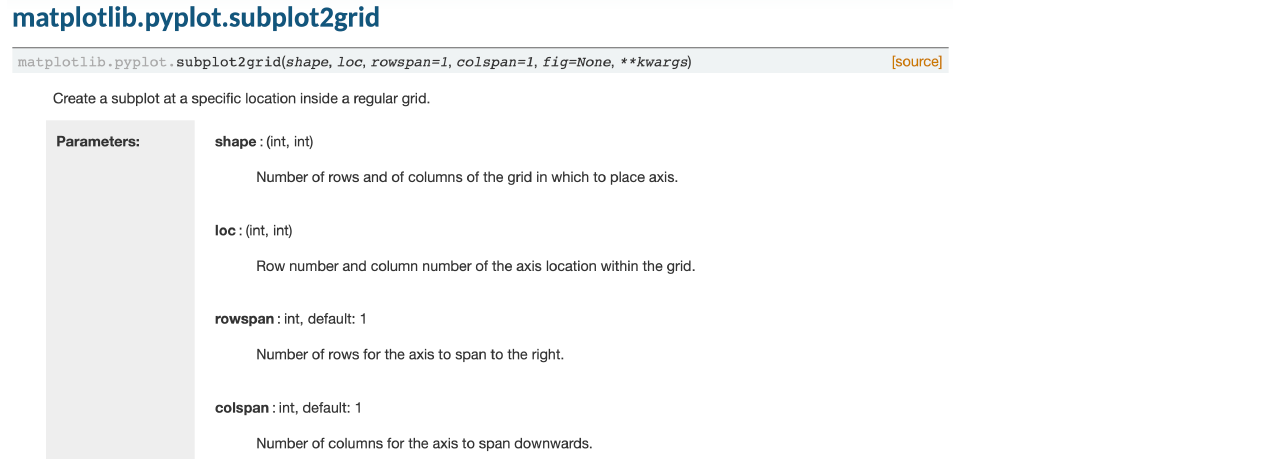 matplotlib.pyplot.subplot2grid
matplotlib.pyplot.subplot2grid(shape, loc, rowspan=1, colspan=1, fig=None, **kwargs) [source]
Create a subplot at a specific location inside a regular grid.
Parameters: shape : (int, int)
Number of rows and of columns of the grid in which to place axis.
loc : (int, int)
Row number and column number of the axis location within the grid.
rowspan : int, default: 1
Number of rows for the axis to span to the right.
colspan : int, default: 1
Number of columns for the axis to span downwards.